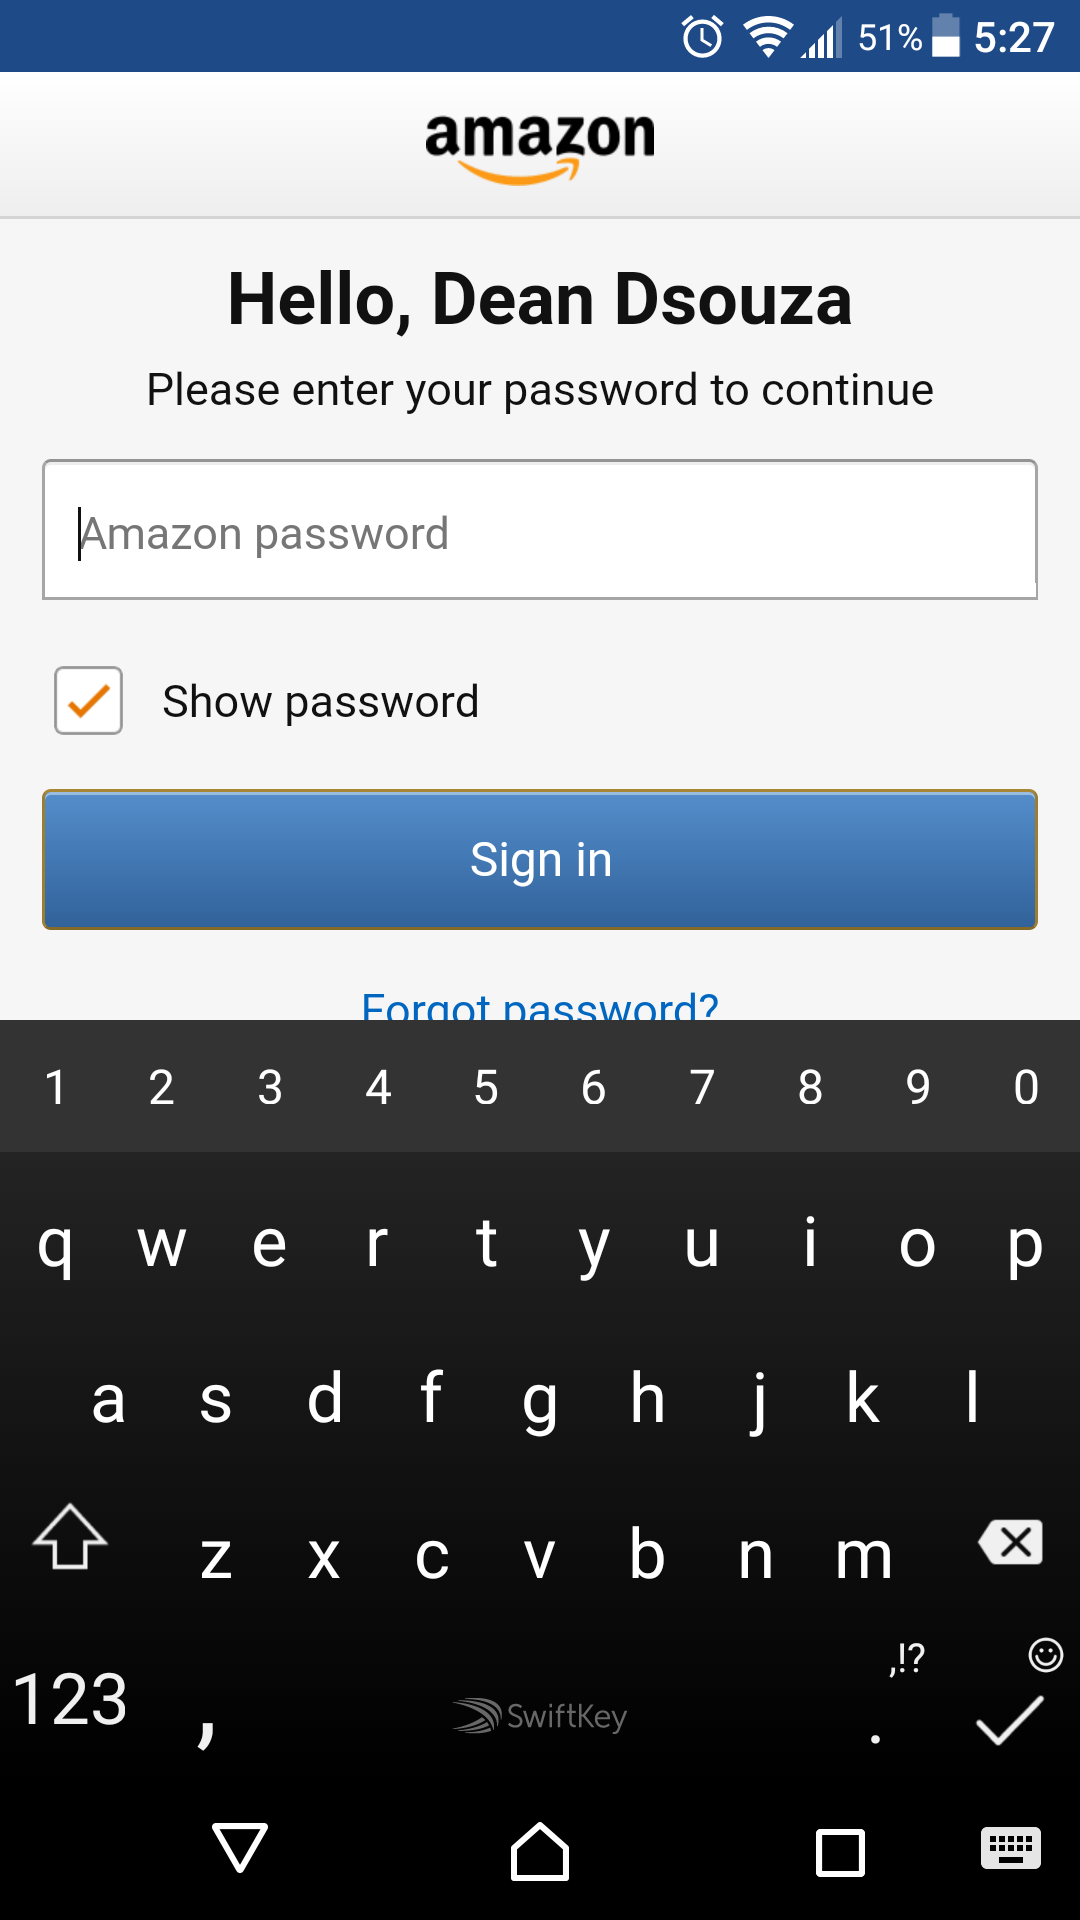 51% 5:27
amazon
Hello, Dean Dsouza
Please enter your password to continue
Amazon password
Show password
Sign in
Forgot password?
1 2 3 4 5 6 7 8 9 0
q w e r t y u i o p
a s d f g h j k l
z x c v b n m
,!?
123 , SwiftKey .